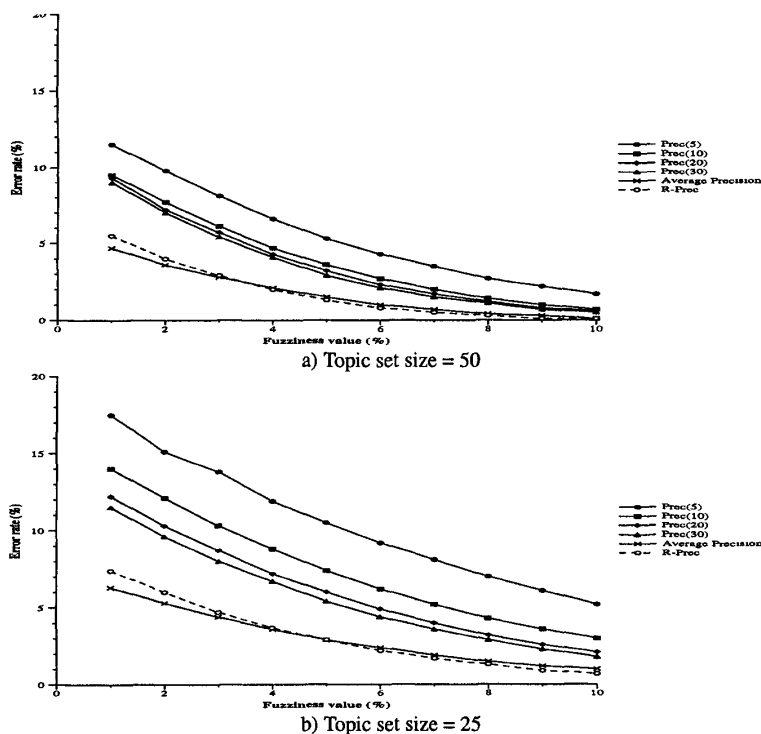 20
15
10
5
0
Error rate (%)
0 2 4 6 8 10
Fuzziness value (%)
Prec(5)
Prec(10)
Prec(20)
Prec(30)
Average Precision
R-Prec
a) Topic set size = 50
20
15
10
5
0
Error rate (%)
0 2 4 6 8 10
Fuzziness value (%)
Prec(5)
Prec(10)
Prec(20)
Prec(30)
Average Precision
R-Prec
b) Topic set size = 25